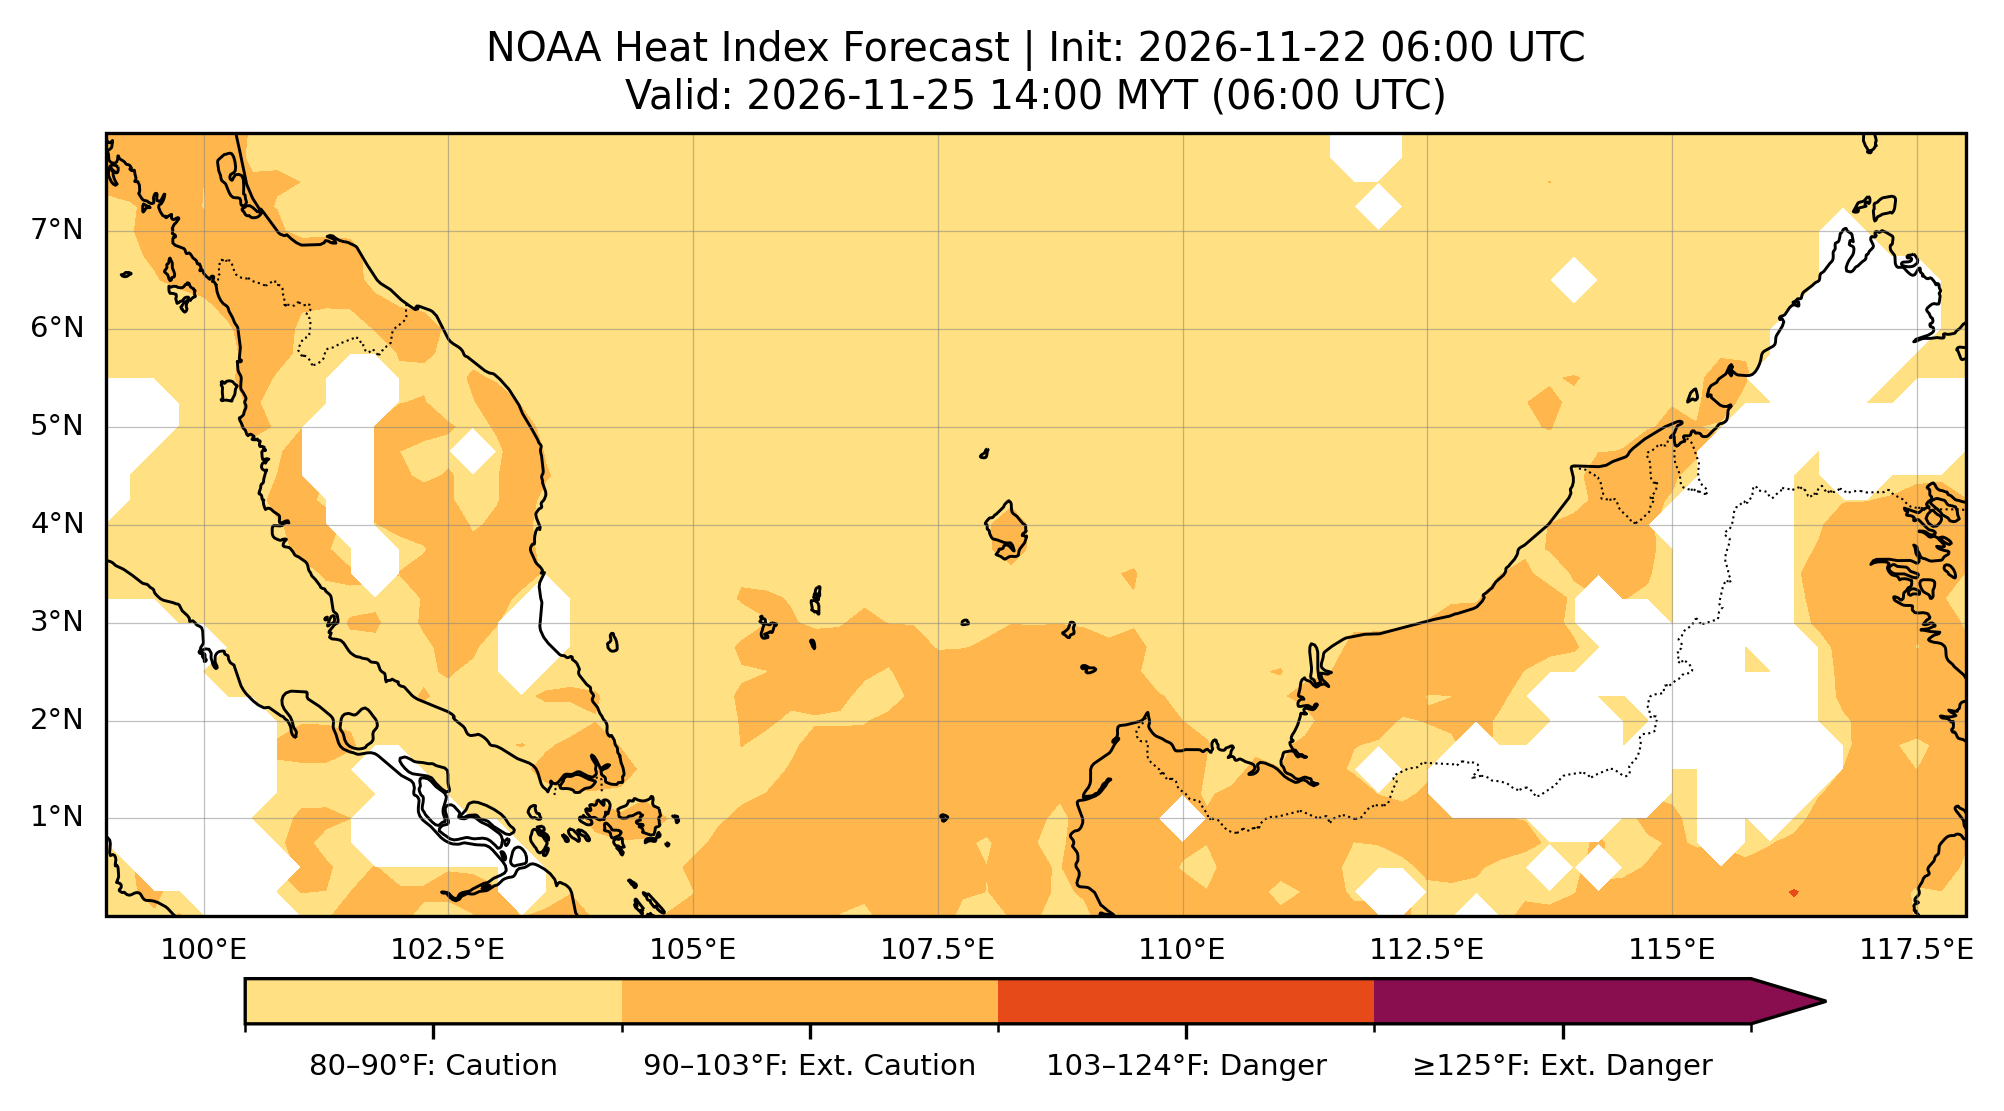 NOAA Heat Index Forecast | Init: 2026-11-22 06:00 UTC
Valid: 2026-11-25 14:00 MYT (06:00 UTC)
7°N
6°N
5°N
4°N
3°N
2°N
1°N
100°E 102.5°E 105°E 107.5°E 110°E 112.5°E 115°E 117.5°E
80–90°F: Caution 90–103°F: Ext. Caution 103–124°F: Danger ≥125°F: Ext. Danger